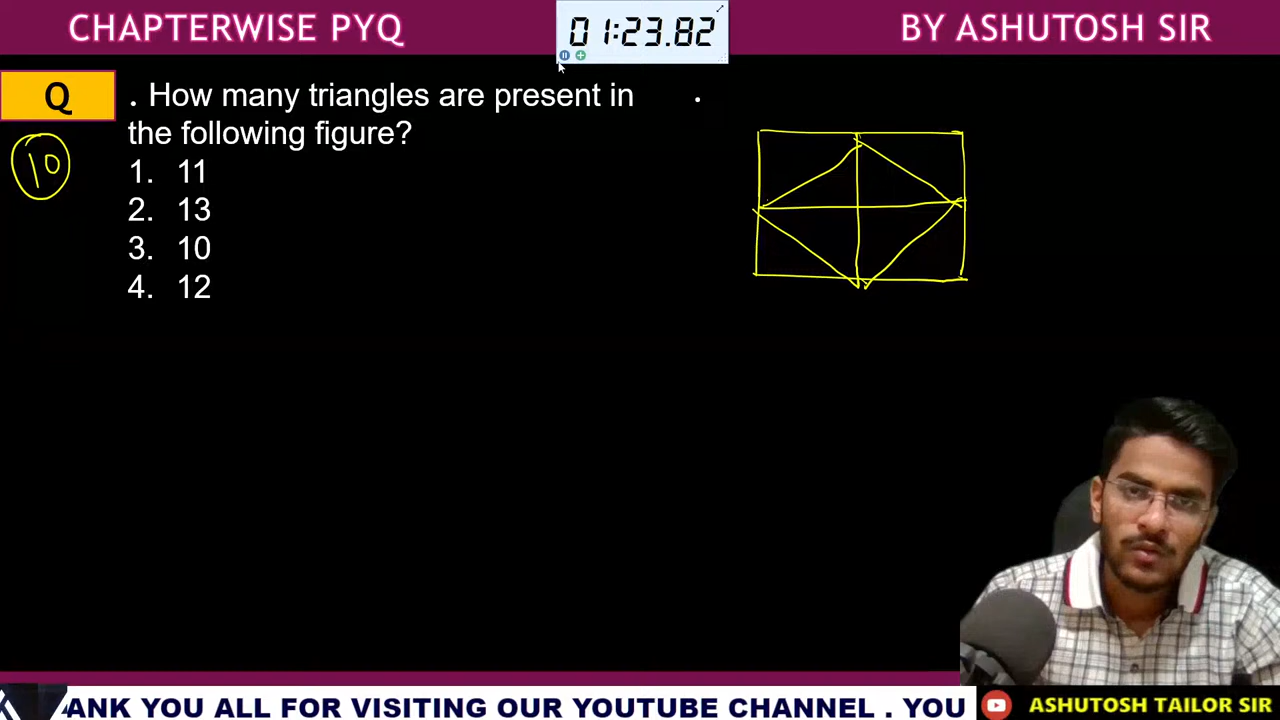 CHAPTERWISE PYQ
01:23.82
BY ASHUTOSH SIR
Q
. How many triangles are present in
the following figure?
10
1. 11
2. 13
3. 10
4. 12
ANK YOU ALL FOR VISITING OUR YOUTUBE CHANNEL . YOU
ASHUTOSH TAILOR SIR